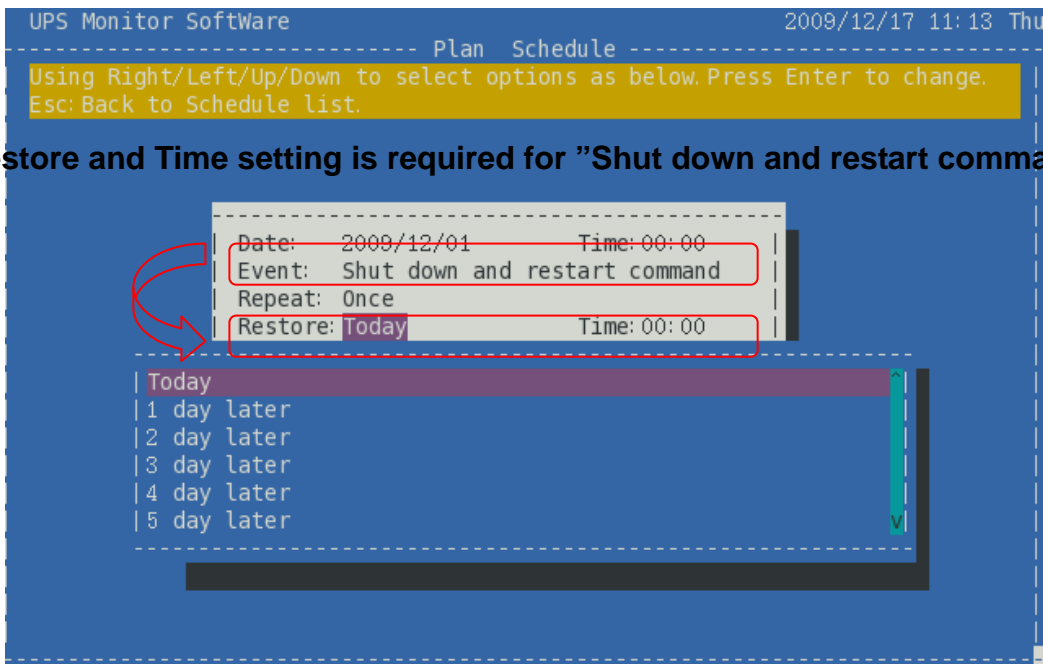 UPS Monitor SoftWare 2009/12/17 11:13 Thu
Plan Schedule
Using Right/Left/Up/Down to select options as below.Press Enter to change.
Esc:Back to Schedule list.
store and Time setting is required for ”Shut down and restart comma
Date: 2009/12/01 Time:00:00
Event: Shut down and restart command
Repeat: Once
Restore: Today Time:00:00
Today
1 day later
2 day later
3 day later
4 day later
5 day later